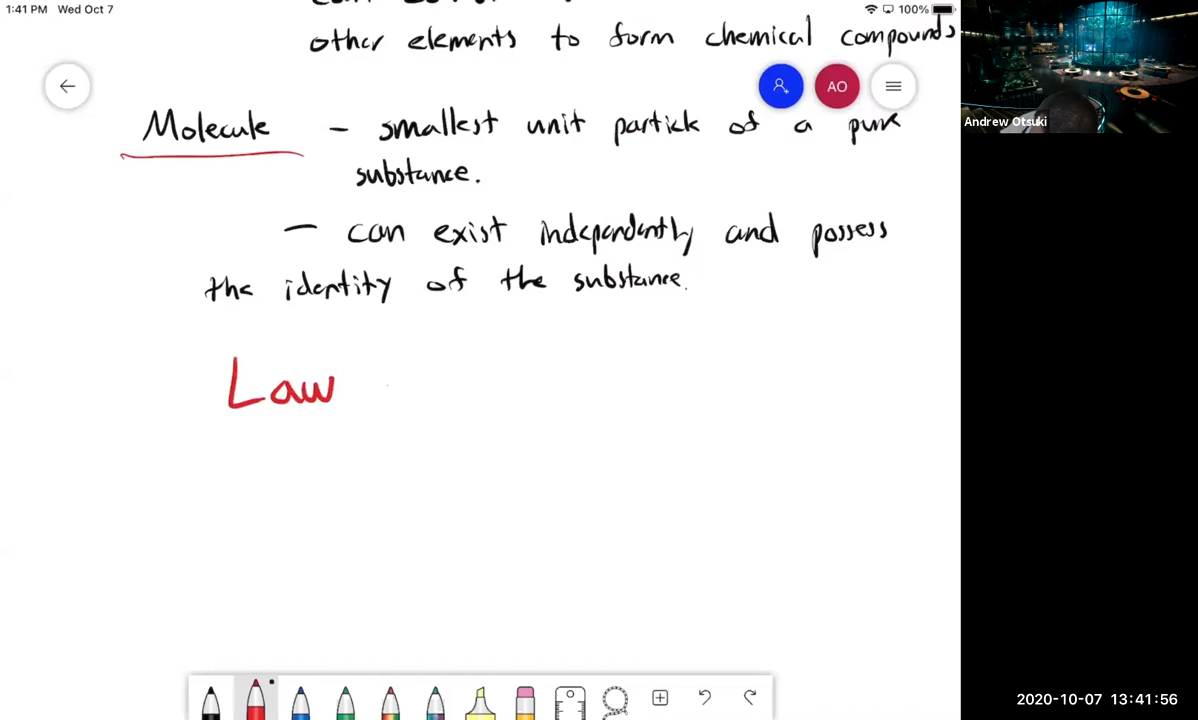 1:41 PM Wed Oct 7
100%
other elements to form chemical compounds
AO
Andrew Otsuki
Molecule - smallest unit particle of a pure
substance.
- can exist independently and possess
the identity of the substance.
Law
2020-10-07 13:41:56